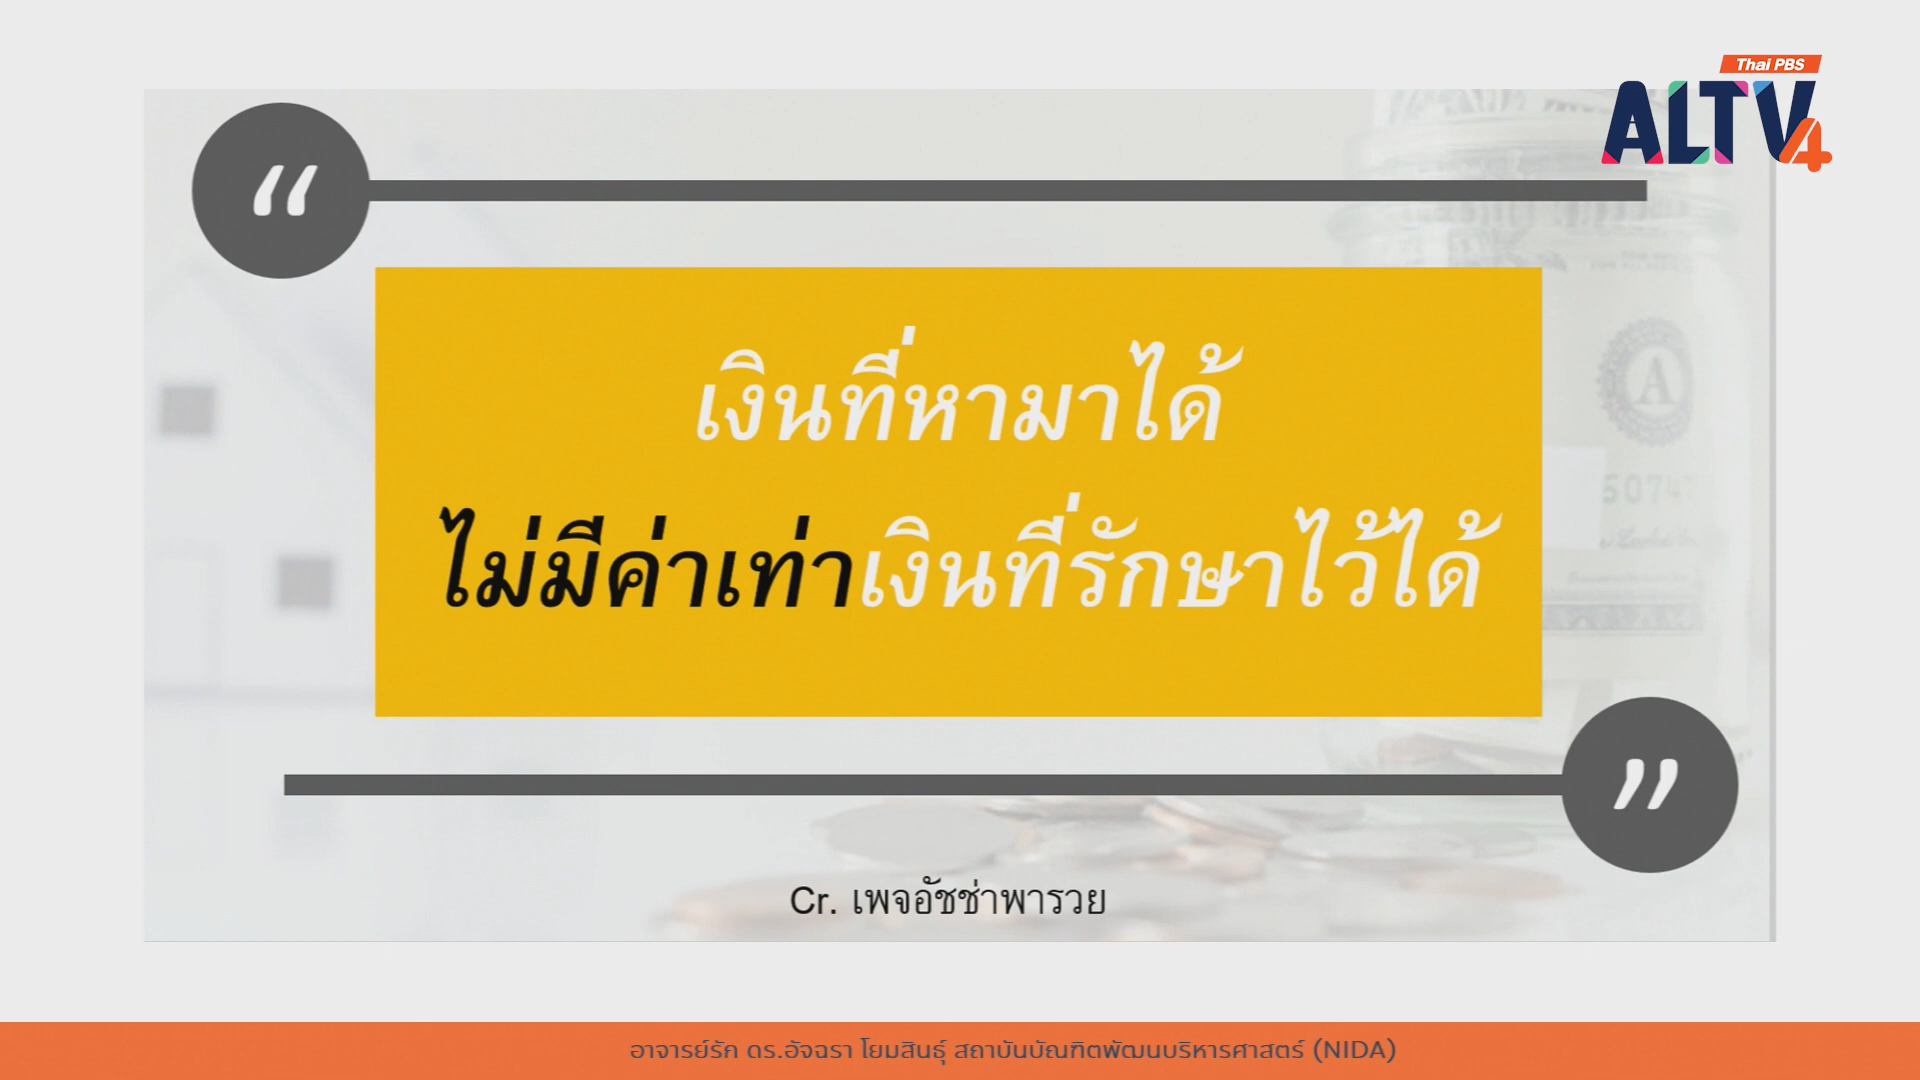 Thai PBS
ALTV4
“
เงินที่หามาได้
ไม่มีค่าเท่าเงินที่รักษาไว้ได้
”
Cr. เพจอัชช่าพารวย
อาจารย์รัก ดร.อัจฉรา โยมสินธุ์ สถาบันบัณฑิตพัฒนบริหารศาสตร์ (NIDA)